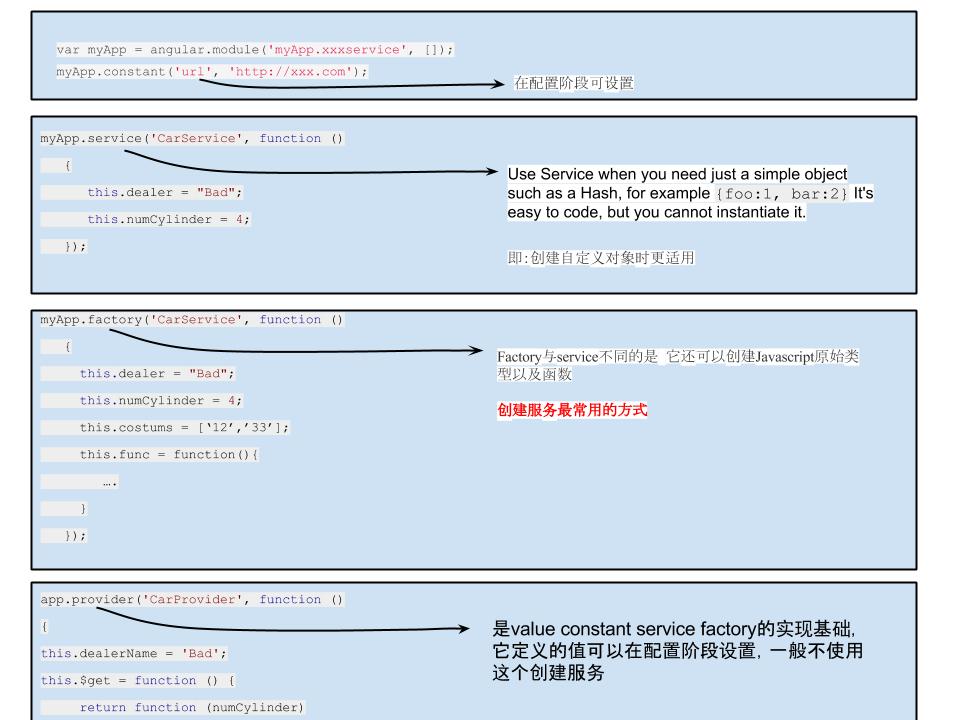 var myApp = angular.module('myApp.xxxservice', []);
myApp.constant('url', 'http://xxx.com');
在配置阶段可设置
myApp.service('CarService', function ()
{
this.dealer = "Bad";
this.numCylinder = 4;
});
Use Service when you need just a simple object
such as a Hash, for example {foo:1, bar:2} It's
easy to code, but you cannot instantiate it.
即:创建自定义对象时更适用
myApp.factory('CarService', function ()
{
this.dealer = "Bad";
this.numCylinder = 4;
this.costums = [‘12’,’33’];
this.func = function(){
….
}
});
Factory与service不同的是 它还可以创建Javascript原始类
型以及函数
创建服务最常用的方式
app.provider('CarProvider', function ()
{
this.dealerName = 'Bad';
this.$get = function () {
return function (numCylinder)
是value constant service factory的实现基础,
它定义的值可以在配置阶段设置, 一般不使用
这个创建服务